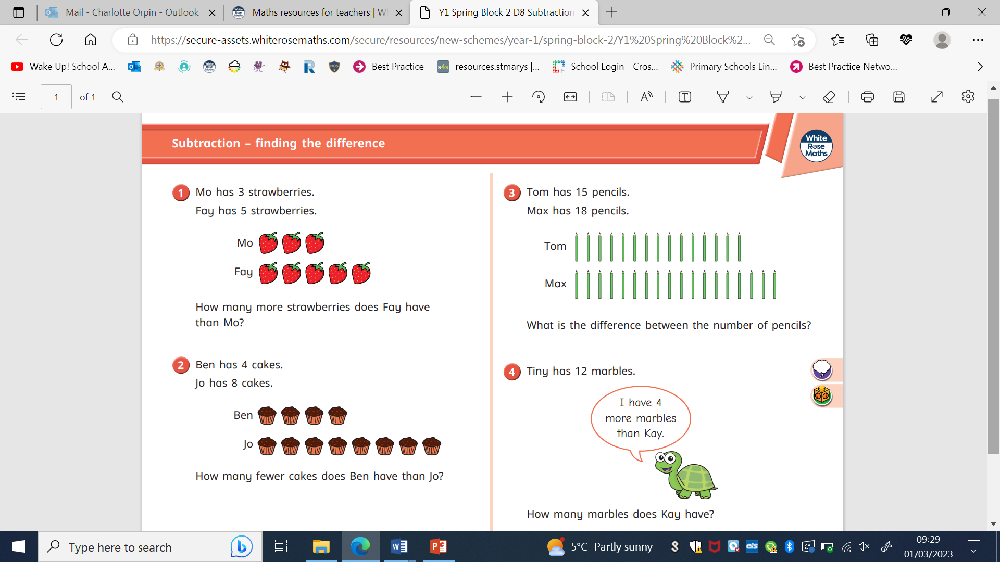 Mail - Charlotte Orpin - Outlook
Maths resources for teachers | W
Y1 Spring Block 2 D8 Subtraction
https://secure-assets.whiterosemaths.com/secure/resources/new-schemes/year-1/spring-block-2/Y1%20Spring%20Block%2...
Wake Up! School A...
White Rose Maths
NOS
Best Practice
s4s
resources.stmarys |...
School Login - Cros...
Primary Schools Lin...
Best Practice Netwo...
1 of 1
Subtraction – finding the difference
White
Rose
Maths
1 Mo has 3 strawberries.
Fay has 5 strawberries.
Mo
Fay
How many more strawberries does Fay have
than Mo?
2 Ben has 4 cakes.
Jo has 8 cakes.
Ben
Jo
How many fewer cakes does Ben have than Jo?
3 Tom has 15 pencils.
Max has 18 pencils.
Tom
Max
What is the difference between the number of pencils?
4 Tiny has 12 marbles.
I have 4
more marbles
than Kay.
How many marbles does Kay have?
Type here to search
5°C Partly sunny
09:29
01/03/2023